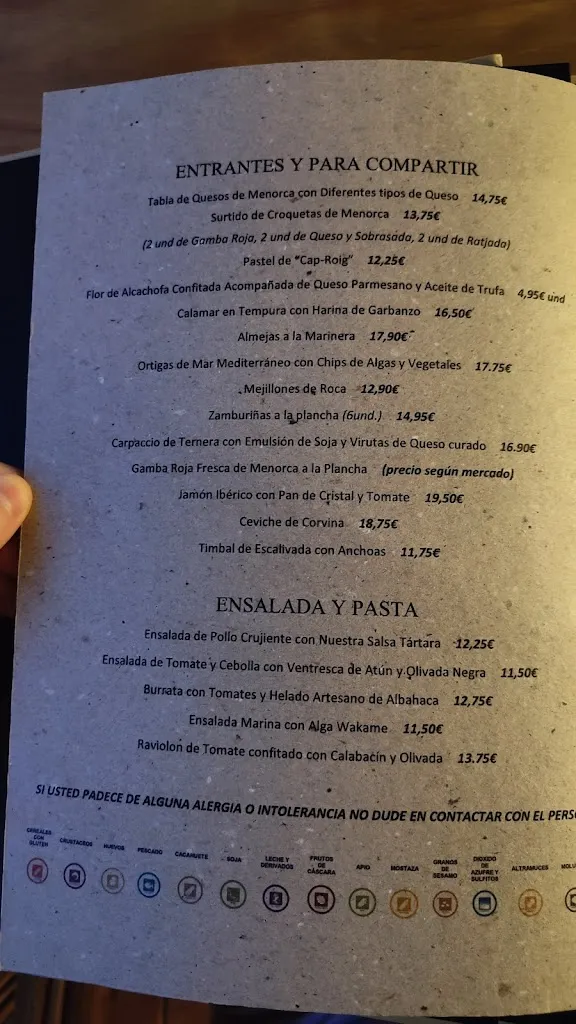 ENTRANTES Y PARA COMPARTIR
Tabla de Quesos de Menorca con Diferentes tipos de Queso 14,75€
Surtido de Croquetas de Menorca 13,75€
(2 und de Gamba Roja, 2 und de Queso y Sobrasada, 2 und de Ratjada)
Pastel de "Cap-Roig" 12,25€
Flor de Alcachofa Confitada Acompañada de Queso Parmesano y Aceite de Trufa 4,95€ und
Calamar en Tempura con Harina de Garbanzo 16,50€
Almejas a la Marinera 17,90€
Ortigas de Mar Mediterráneo con Chips de Algas y Vegetales 17.75€
Mejillones de Roca 12,90€
Zamburiñas a la plancha (6und.) 14,95€
Carpaccio de Ternera con Emulsión de Soja y Virutas de Queso curado 16.90€
Gamba Roja Fresca de Menorca a la Plancha (precio según mercado)
Jamón Ibérico con Pan de Cristal y Tomate 19,50€
Ceviche de Corvina 18,75€
Timbal de Escalivada con Anchoas 11,75€
ENSALADA Y PASTA
Ensalada de Pollo Crujiente con Nuestra Salsa Tártara 12,25€
Ensalada de Tomate y Cebolla con Ventresca de Atún y Olivada Negra 11,50€
Burrata con Tomates y Helado Artesano de Albahaca 12,75€
Ensalada Marina con Alga Wakame 11,50€
Raviolon de Tomate confitado con Calabacín y Olivada 13.75€
SI USTED PADECE DE ALGUNA ALERGIA O INTOLERANCIA NO DUDE EN CONTACTAR CON EL PERSO
CEREALES CON GLUTEN CRUSTÁCEOS HUEVOS PESCADO CACAHUETE SOJA LECHE Y DERIVADOS FRUTOS DE CÁSCARA APIO MOSTAZA GRANOS DE SÉSAMO DIOXIDO DE AZUFRE Y SULFITOS ALTRAMUCES MOLU